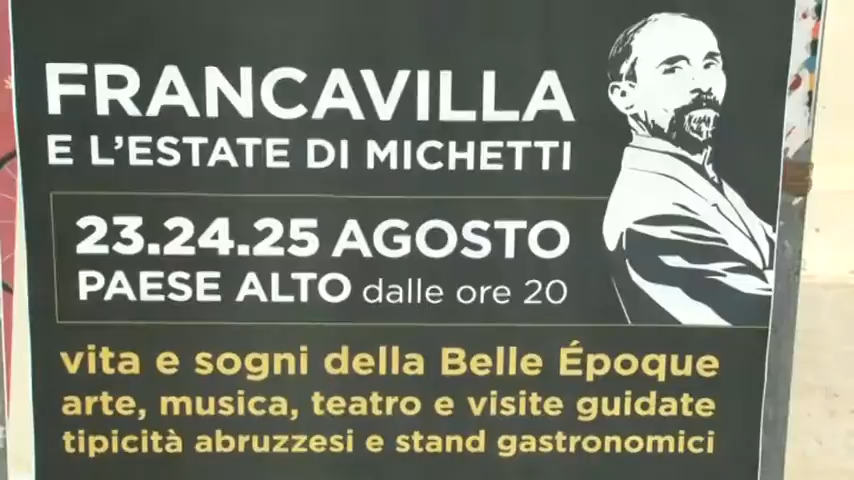 FRANCAVILLA
E L'ESTATE DI MICHETTI
23.24.25 AGOSTO
PAESE ALTO dalle ore 20
vita e sogni della Belle Époque
arte, musica, teatro e visite guidate
tipicità abruzzesi e stand gastronomici